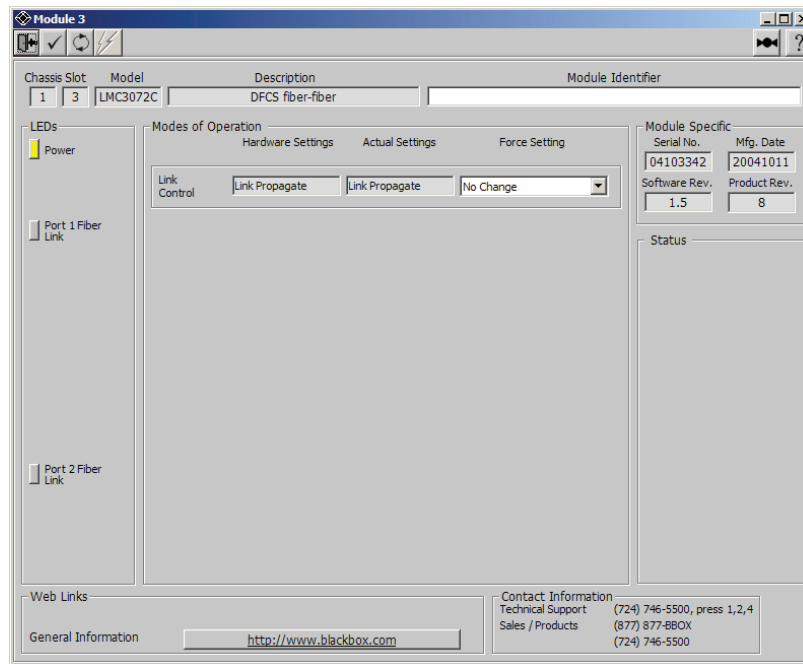 Module 3
?
Chassis Slot Model Description Module Identifier
1 3 LMC3072C DFCS fiber-fiber
LEDs
Power
Port 1 Fiber
Link
Port 2 Fiber
Link
Modes of Operation
Hardware Settings Actual Settings Force Setting
Link
Control
Link Propagate Link Propagate No Change
Module Specific
Serial No. Mfg. Date
04103342 20041011
Software Rev. Product Rev.
1.5 8
Status
Web Links
General Information http://www.blackbox.com
Contact Information
Technical Support (724) 746-5500, press 1,2,4
Sales / Products (877) 877-BBOX
(724) 746-5500